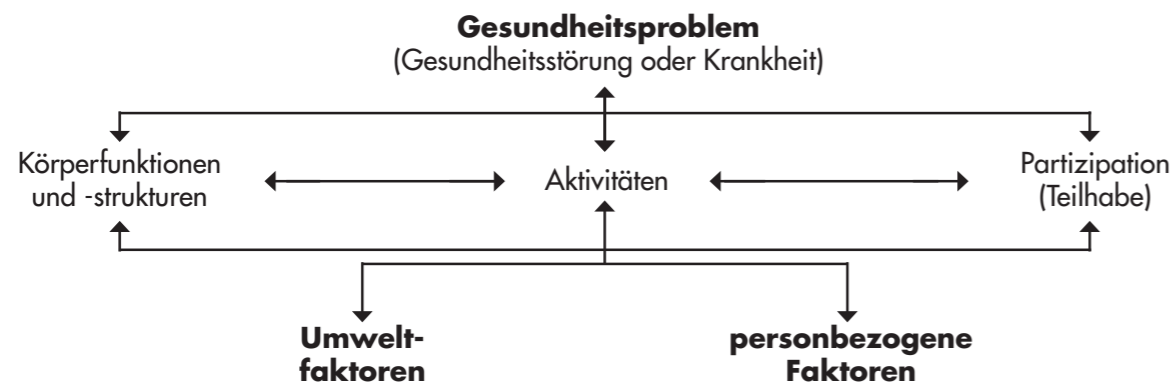 Gesundheitsproblem
(Gesundheitsstörung oder Krankheit)
Körperfunktionen
und -strukturen
Aktivitäten
Partizipation
(Teilhabe)
Umwelt-
faktoren
personbezogene
Faktoren